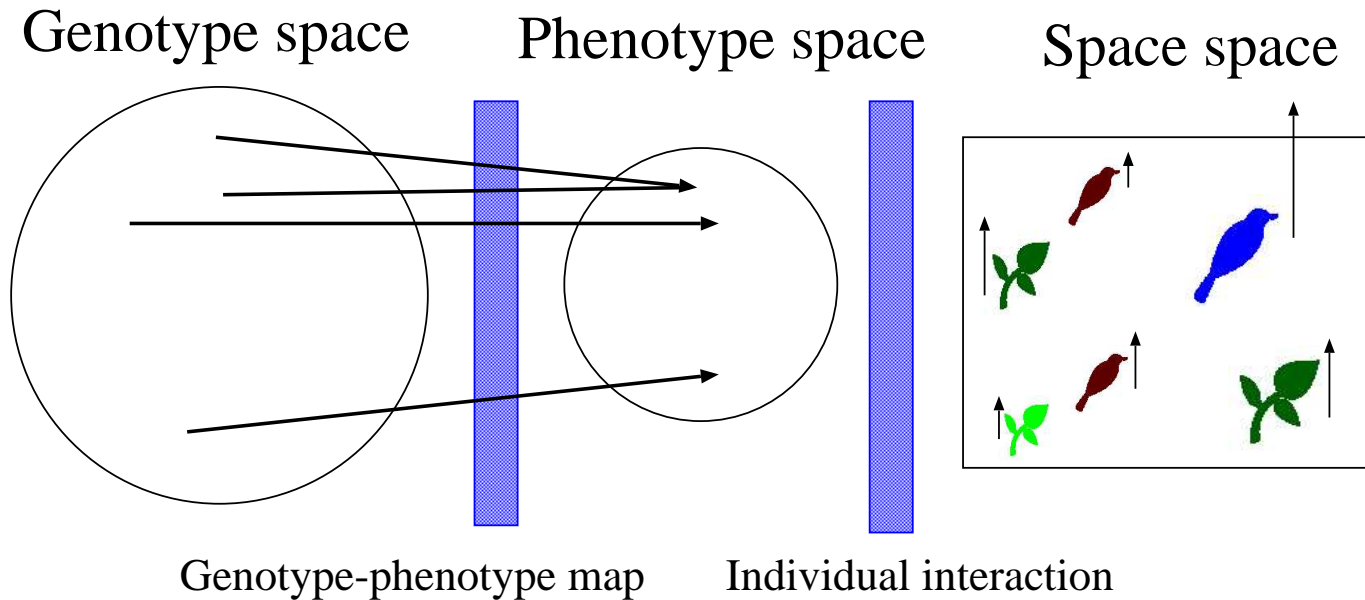 Genotype space
Phenotype space
Space space
Genotype-phenotype map
Individual interaction